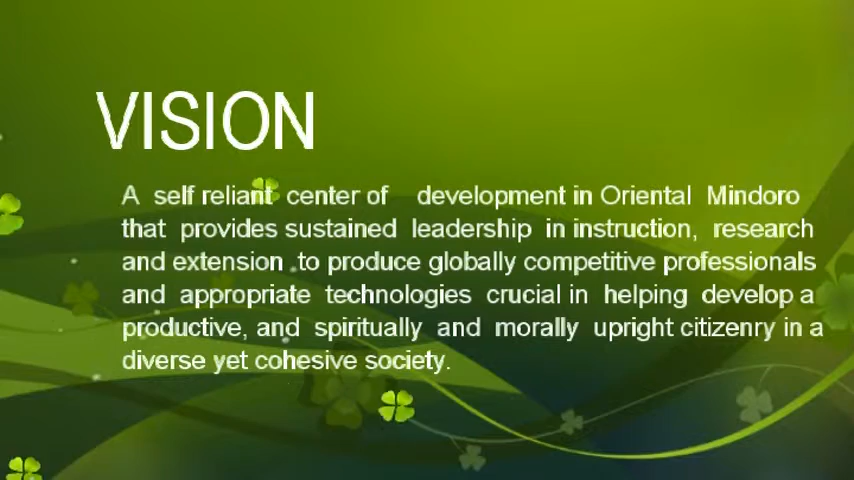 VISION
A self reliant center of development in Oriental Mindoro
that provides sustained leadership in instruction, research
and extension to produce globally competitive professionals
and appropriate technologies crucial in helping develop a
productive, and spiritually and morally upright citizenry in a
diverse yet cohesive society.